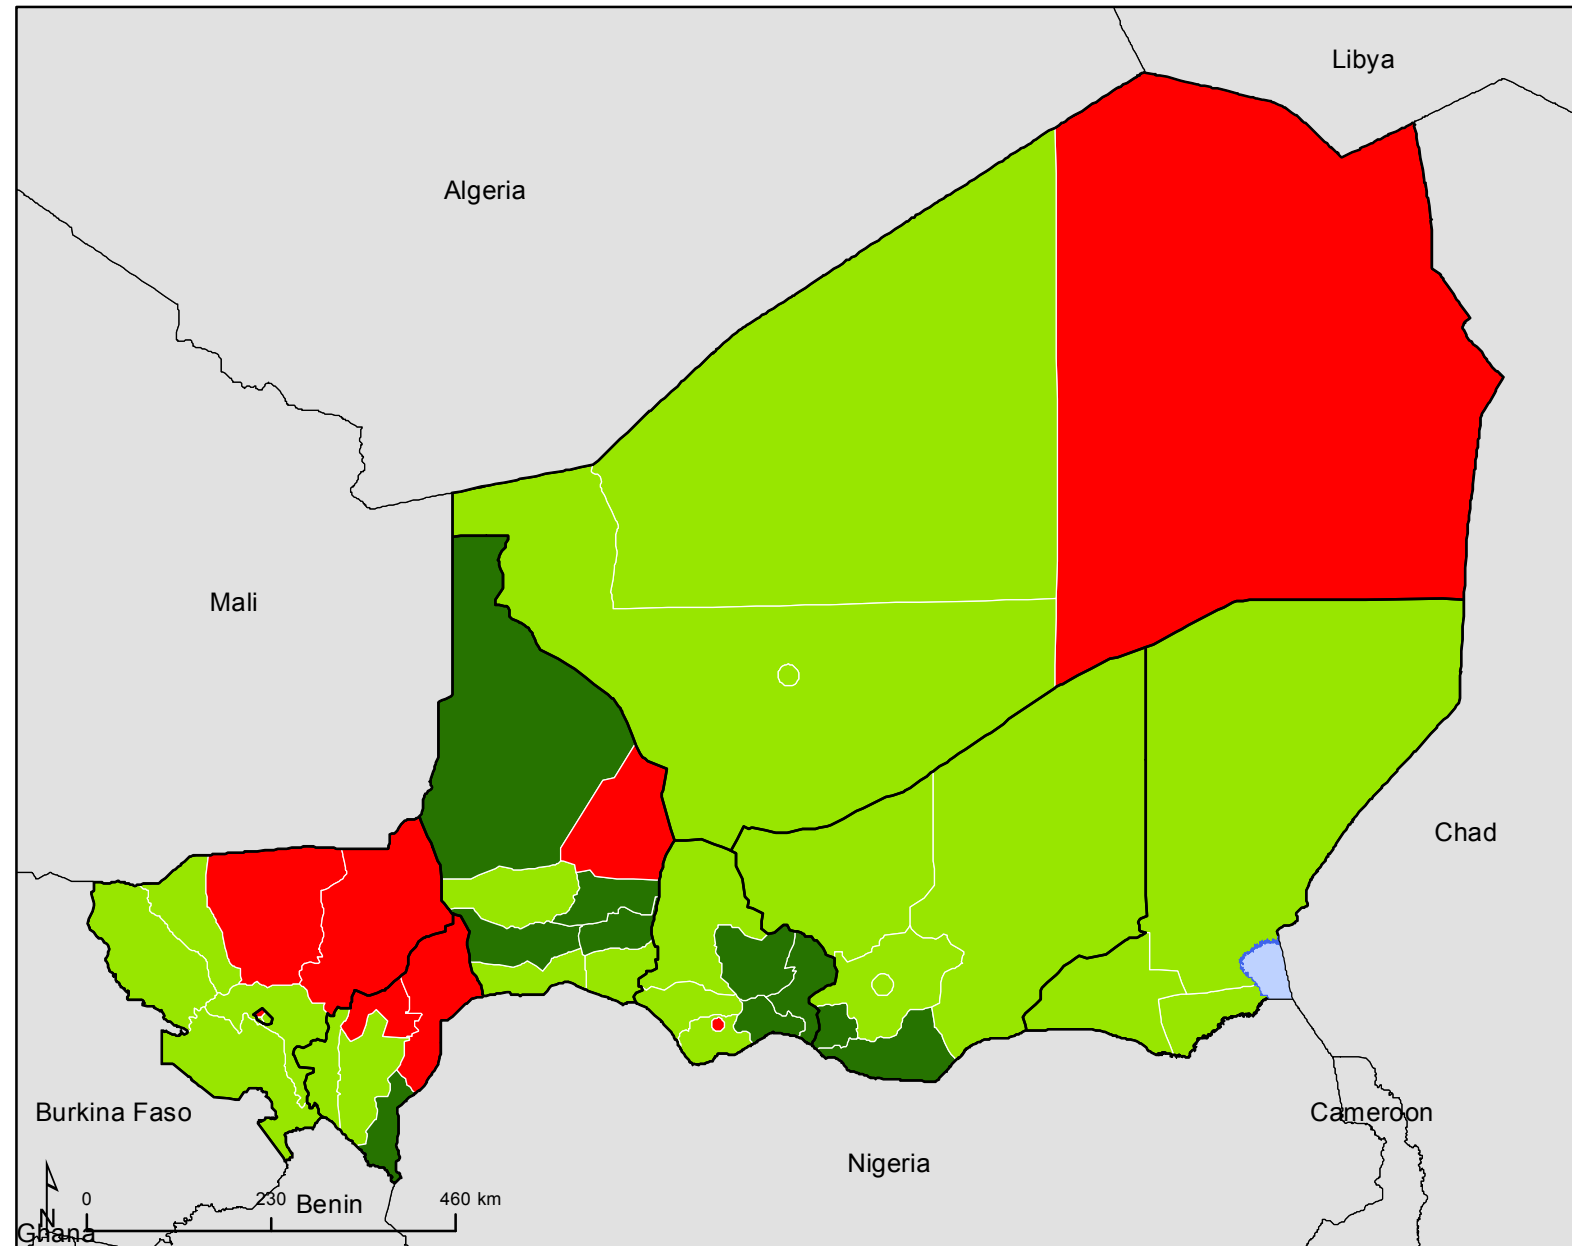 Libya
Algeria
Mali
Chad
Burkina Faso
Cameroon
Nigeria
0 230 460 km
Benin
Ghana
N